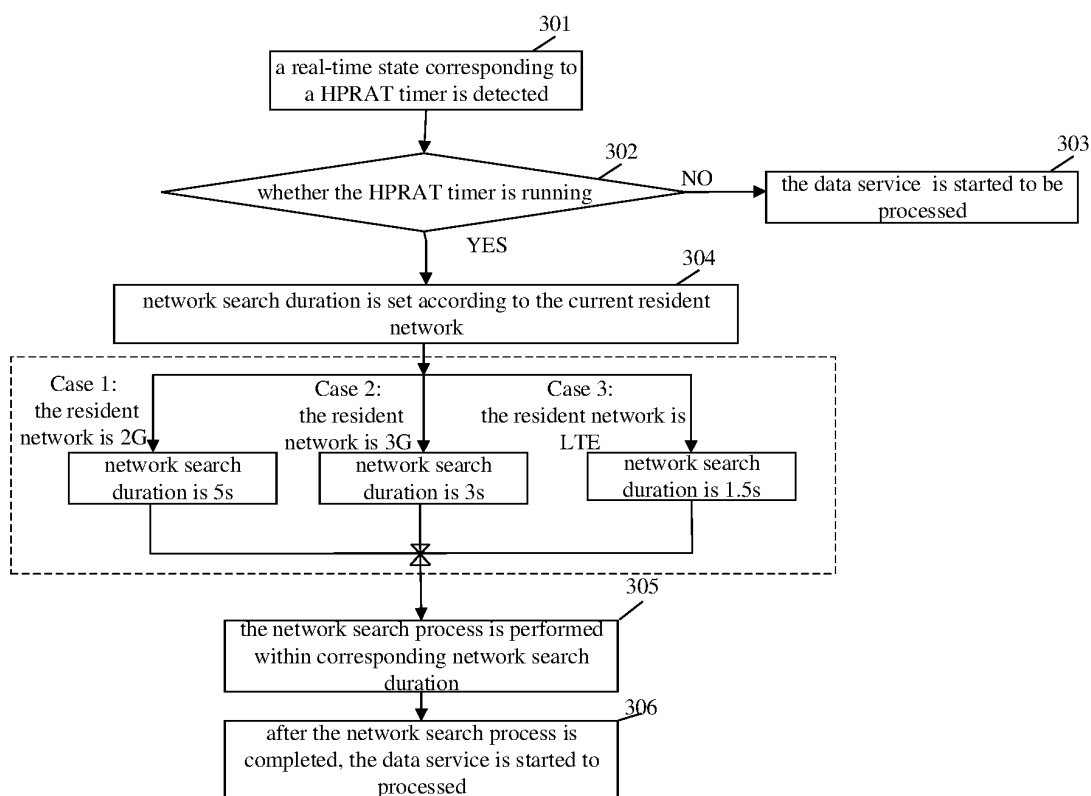 301
a real-time state corresponding to
a HPRAT timer is detected
302
whether the HPRAT timer is running
NO
303
the data service is started to be
processed
YES
304
network search duration is set according to the current resident
network
Case 1:
the resident
network is 2G
Case 2:
the resident
network is 3G
Case 3:
the resident network is
LTE
network search
duration is 5s
network search
duration is 3s
network search
duration is 1.5s
305
the network search process is performed
within corresponding network search
duration
306
after the network search process is
completed, the data service is started to
processed